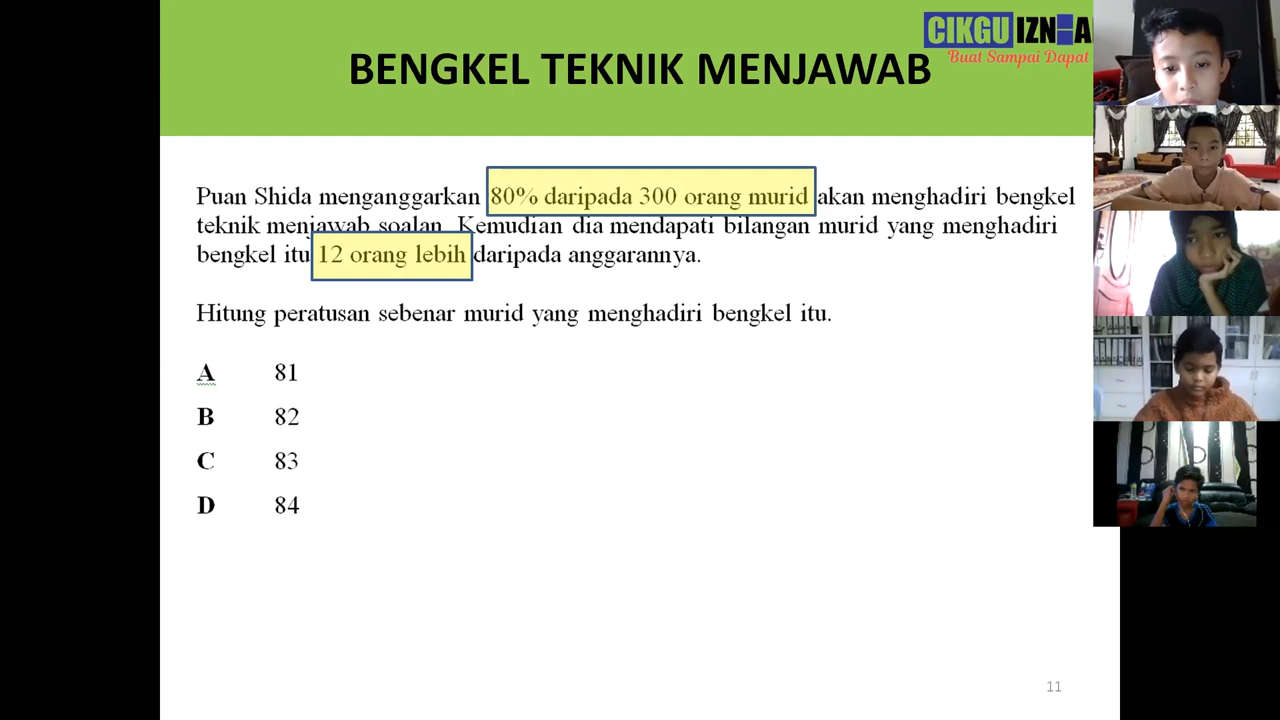 CIKGU IZN A
Buat Sampai Dapat
BENGKEL TEKNIK MENJAWAB
Puan Shida menganggarkan 80% daripada 300 orang murid akan menghadiri bengkel
teknik menjawab soalan. Kemudian dia mendapati bilangan murid yang menghadiri
bengkel itu 12 orang lebih daripada anggarannya.
Hitung peratusan sebenar murid yang menghadiri bengkel itu.
A 81
B 82
C 83
D 84
11